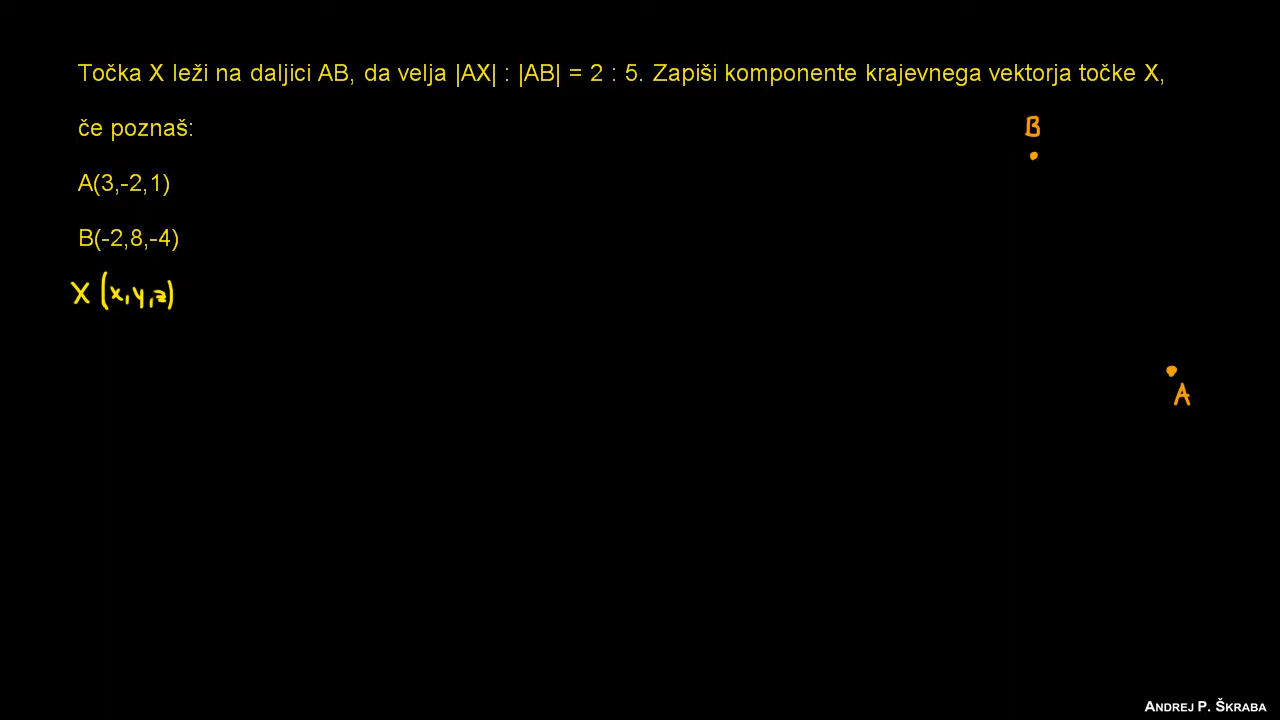 Točka X leži na daljici AB, da velja |AX| : |AB| = 2 : 5. Zapiši komponente krajevnega vektorja točke X,
če poznaš:
B
A(3,-2,1)
B(-2,8,-4)
X (x,y,z)
A
ANDREJ P. ŠKRABA